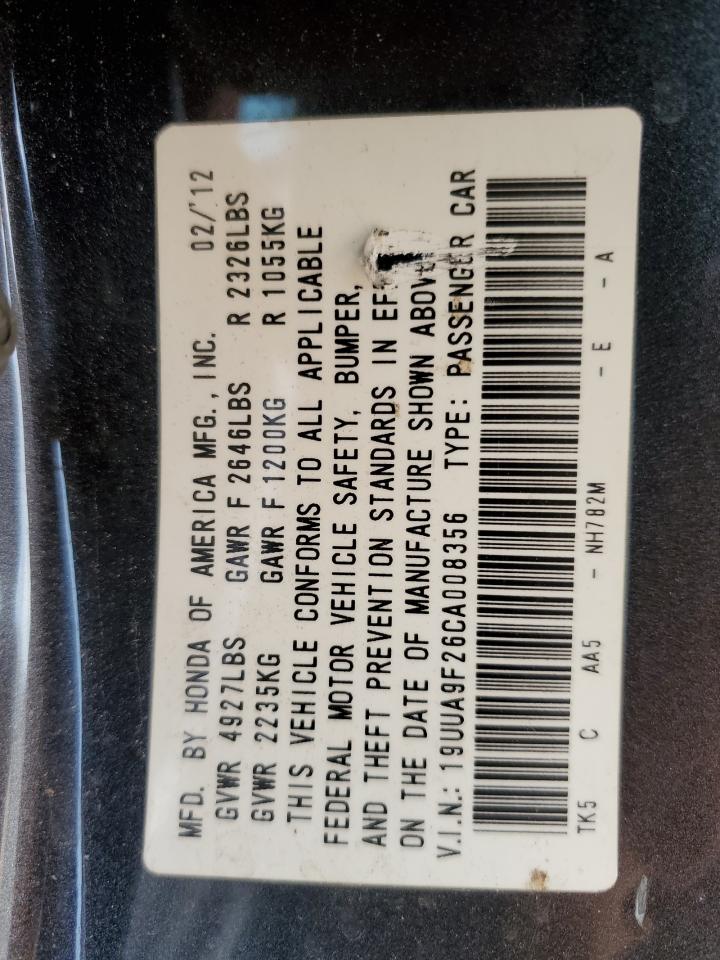 MFD. BY HONDA OF AMERICA MFG., INC. 02/'12
GVWR 4927LBS GAWR F 2646LBS R 2326LBS
GVWR 2235KG GAWR F 1200KG R 1055KG
THIS VEHICLE CONFORMS TO ALL APPLICABLE
FEDERAL MOTOR VEHICLE SAFETY, BUMPER,
AND THEFT PREVENTION STANDARDS IN
ON THE DATE OF MANUFACTURE SHOWN ABOVE
V.I.N.: 19UUA9F26CA008356 TYPE: PASSENGER CAR
TK5 C AA5 - NH782M - E - A